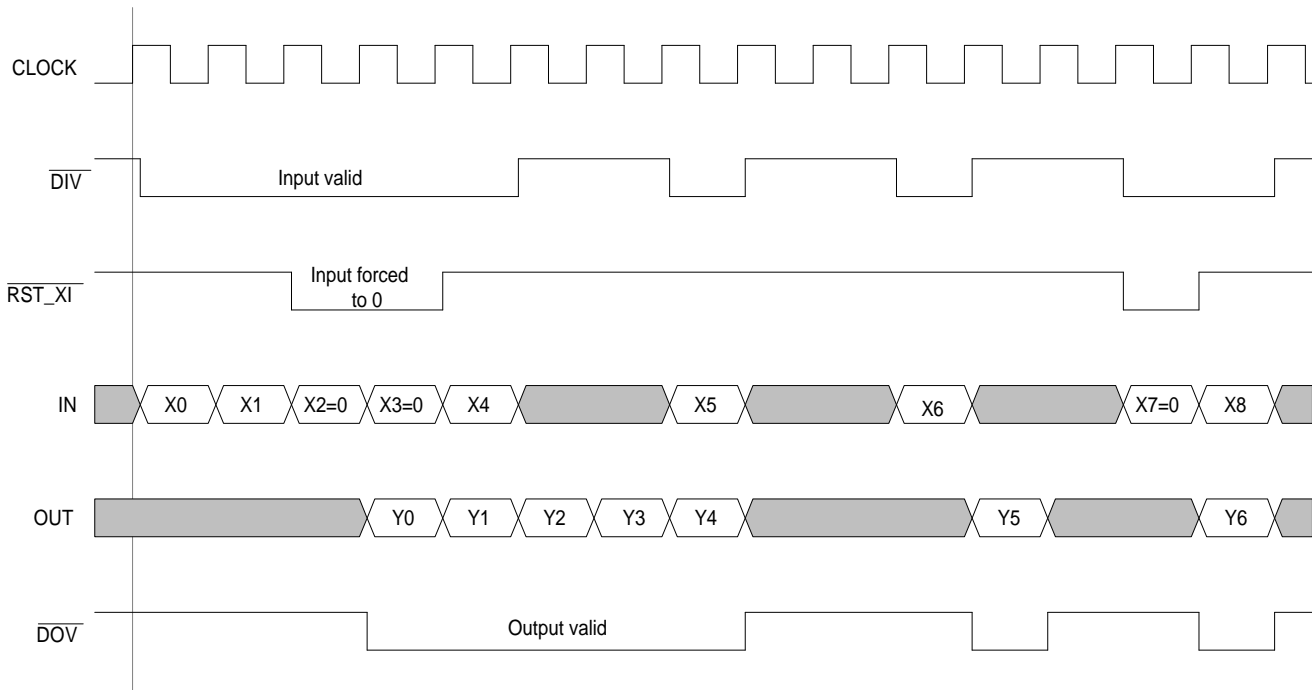 CLOCK
DIV
Input valid
RST_XI
Input forced
to 0
IN
X0
X1
X2=0
X3=0
X4
X5
X6
X7=0
X8
OUT
Y0
Y1
Y2
Y3
Y4
Y5
Y6
DOV
Output valid